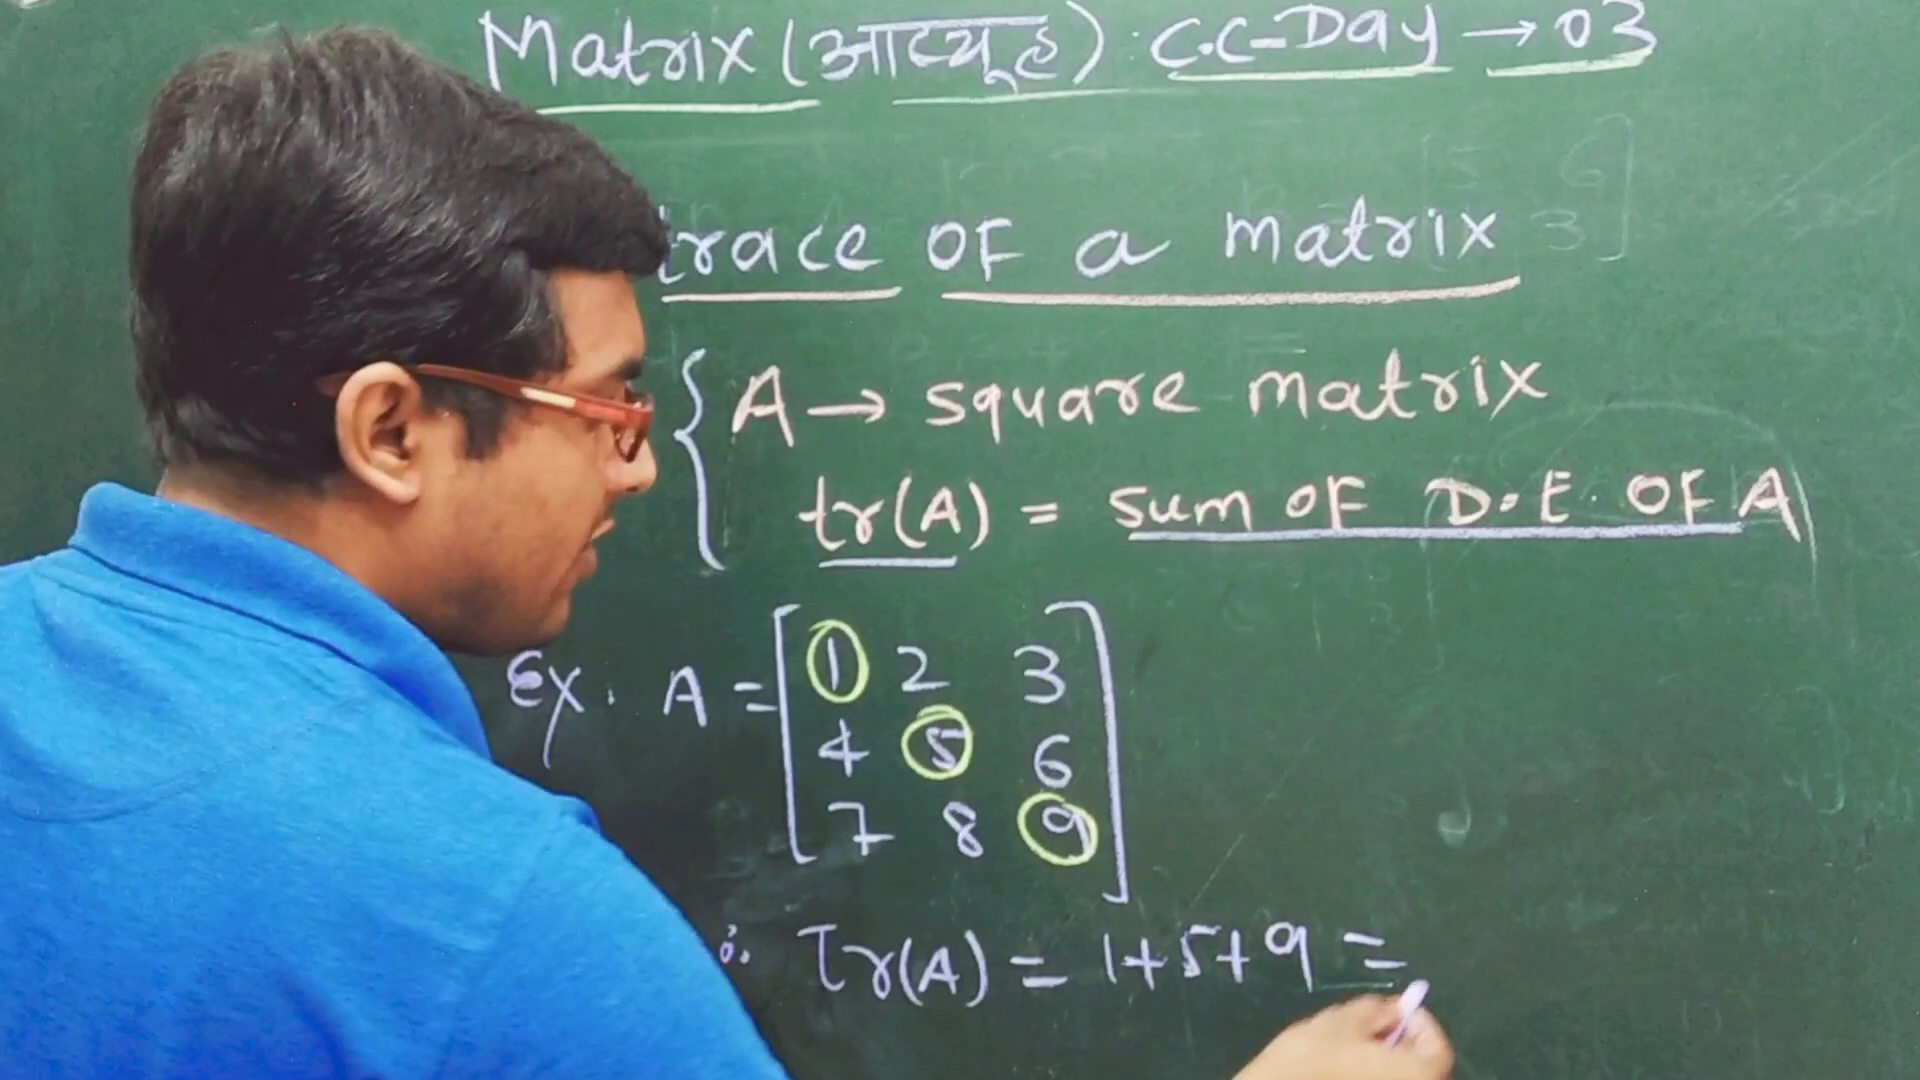 Matrix (आव्यूह) : C.C-Day → 03
trace OF a matrix
A → square matrix
tr(A) = sum OF D.E. OF A
Ex. A = [1 2 3
4 5 6
7 8 9]
∴ Tr(A) = 1+5+9 =